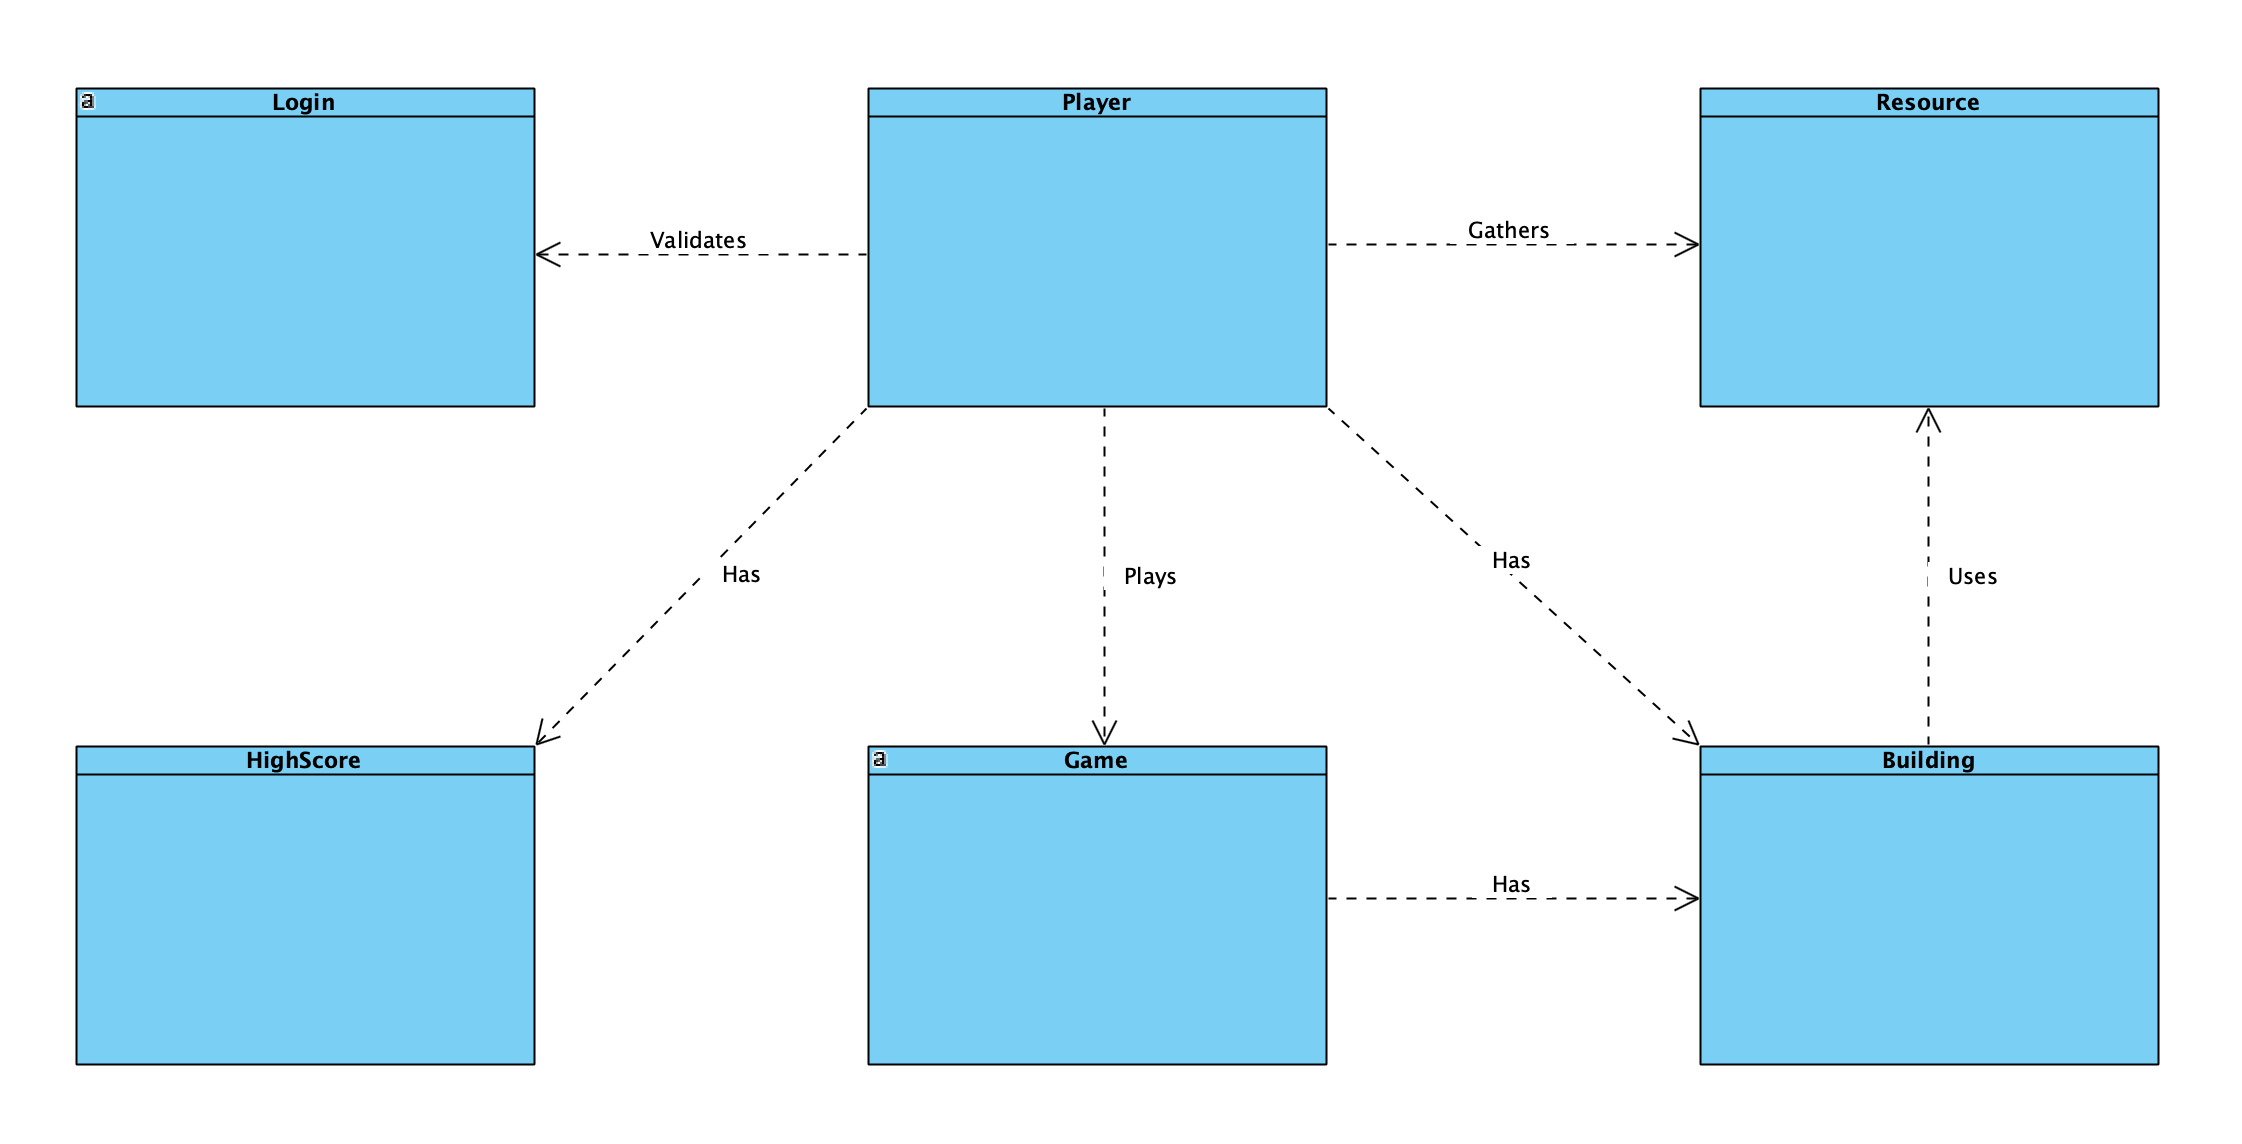 a
Login
Player
Resource
Validates
Gathers
Has
Plays
Has
Uses
HighScore
a
Game
Building
Has